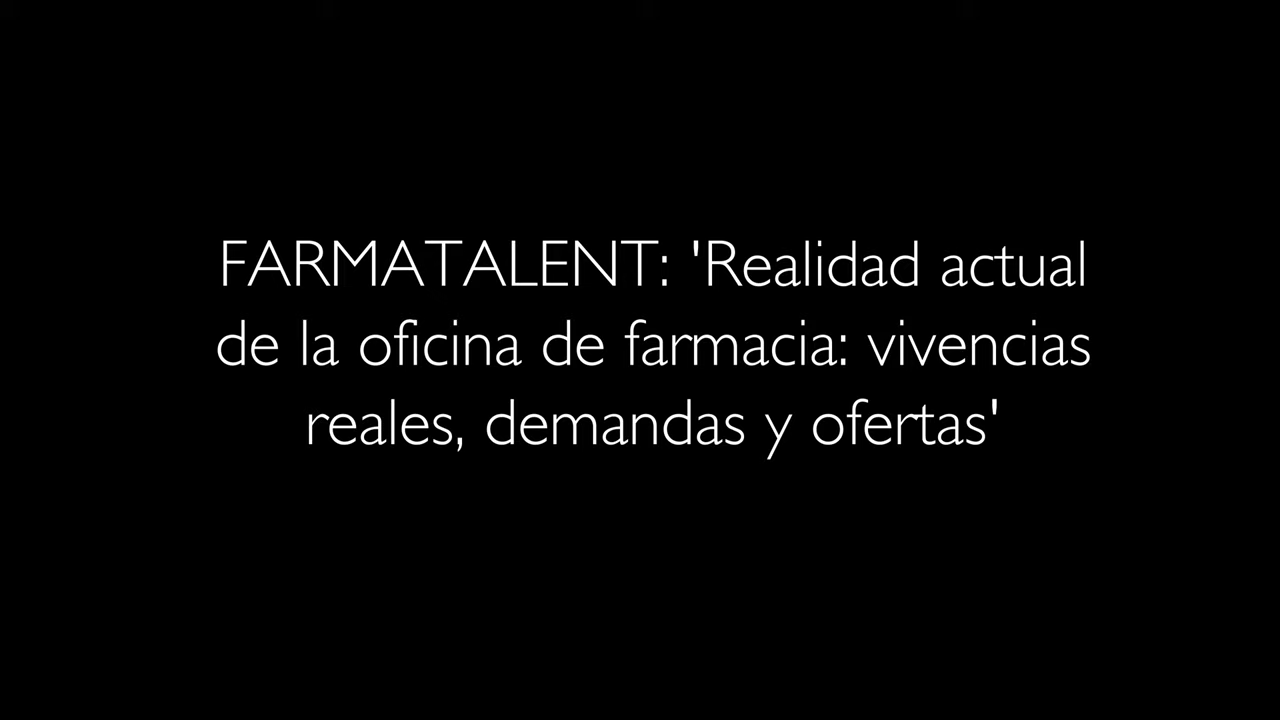 FARMATALENT: 'Realidad actual
de la oficina de farmacia: vivencias
reales, demandas y ofertas'